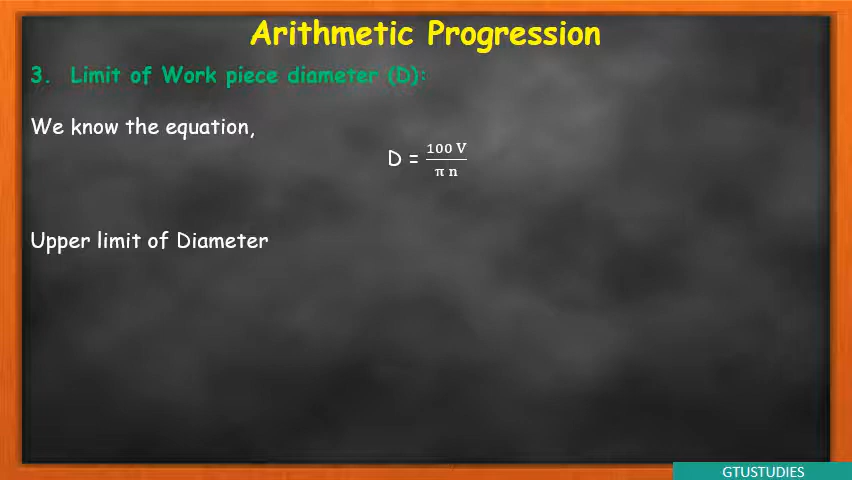 Arithmetic Progression
3. Limit of Work piece diameter (D):
We know the equation,
D = 100 V / π n
Upper limit of Diameter
GTUSTUDIES